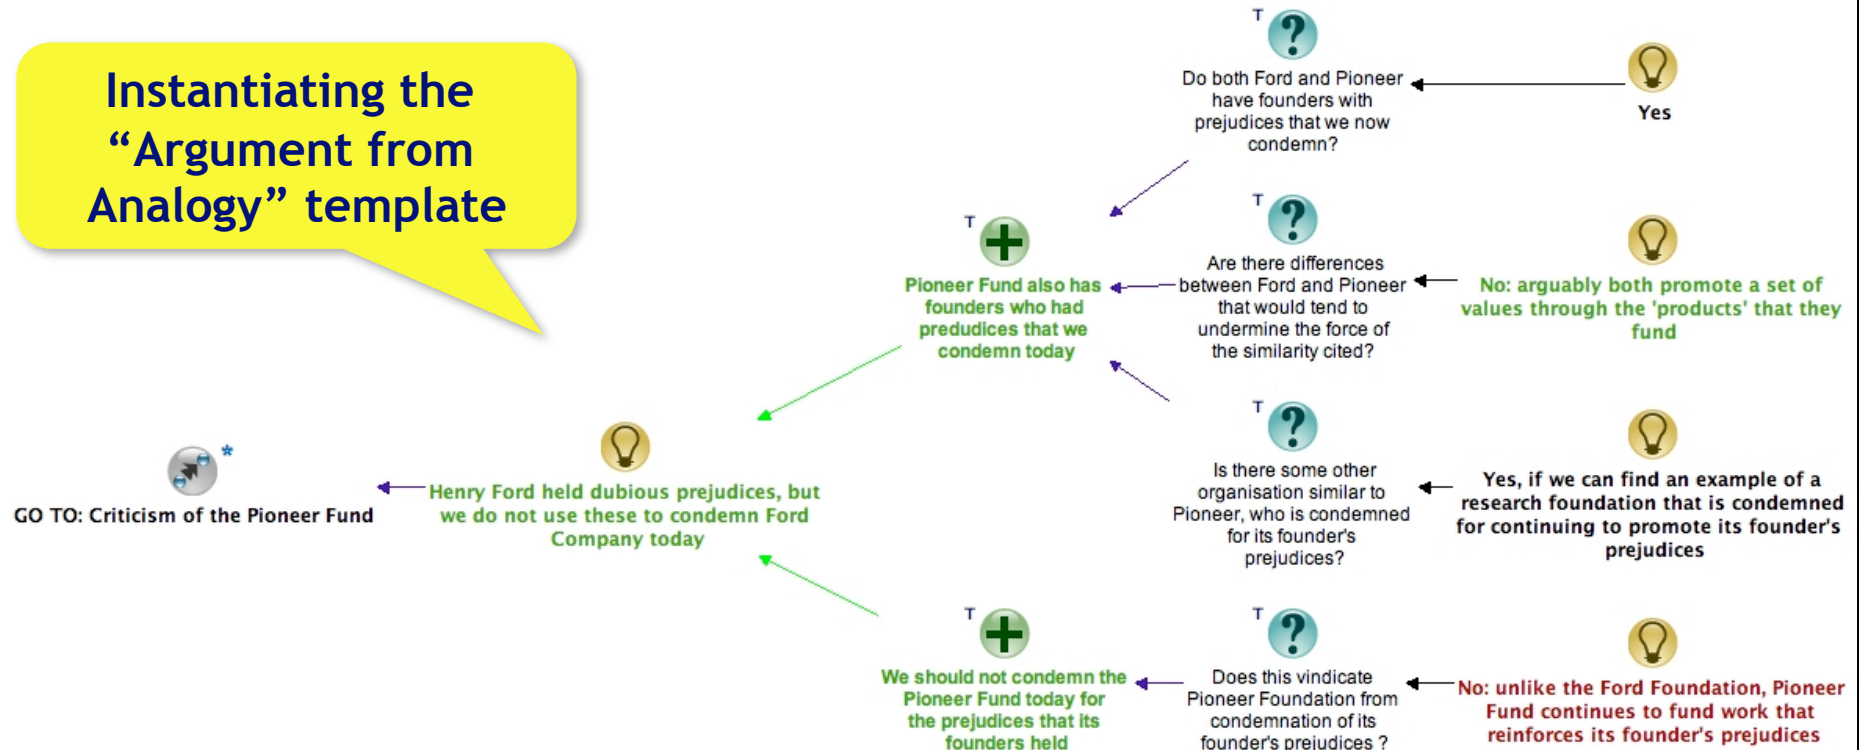 Instantiating the
“Argument from
Analogy” template
T
Do both Ford and Pioneer
have founders with
prejudices that we now
condemn?
Yes
T
Pioneer Fund also has
founders who had
predudices that we
condemn today
T
Are there differences
between Ford and Pioneer
that would tend to
undermine the force of
the similarity cited?
No: arguably both promote a set of
values through the 'products' that they
fund
*
GO TO: Criticism of the Pioneer Fund
Henry Ford held dubious prejudices, but
we do not use these to condemn Ford
Company today
T
Is there some other
organisation similar to
Pioneer, who is condemned
for its founder's
prejudices?
Yes, if we can find an example of a
research foundation that is condemned
for continuing to promote its founder's
prejudices
T
We should not condemn the
Pioneer Fund today for
the prejudices that its
founders held
T
Does this vindicate
Pioneer Foundation from
condemnation of its
founder's prejudices ?
No: unlike the Ford Foundation, Pioneer
Fund continues to fund work that
reinforces its founder's prejudices